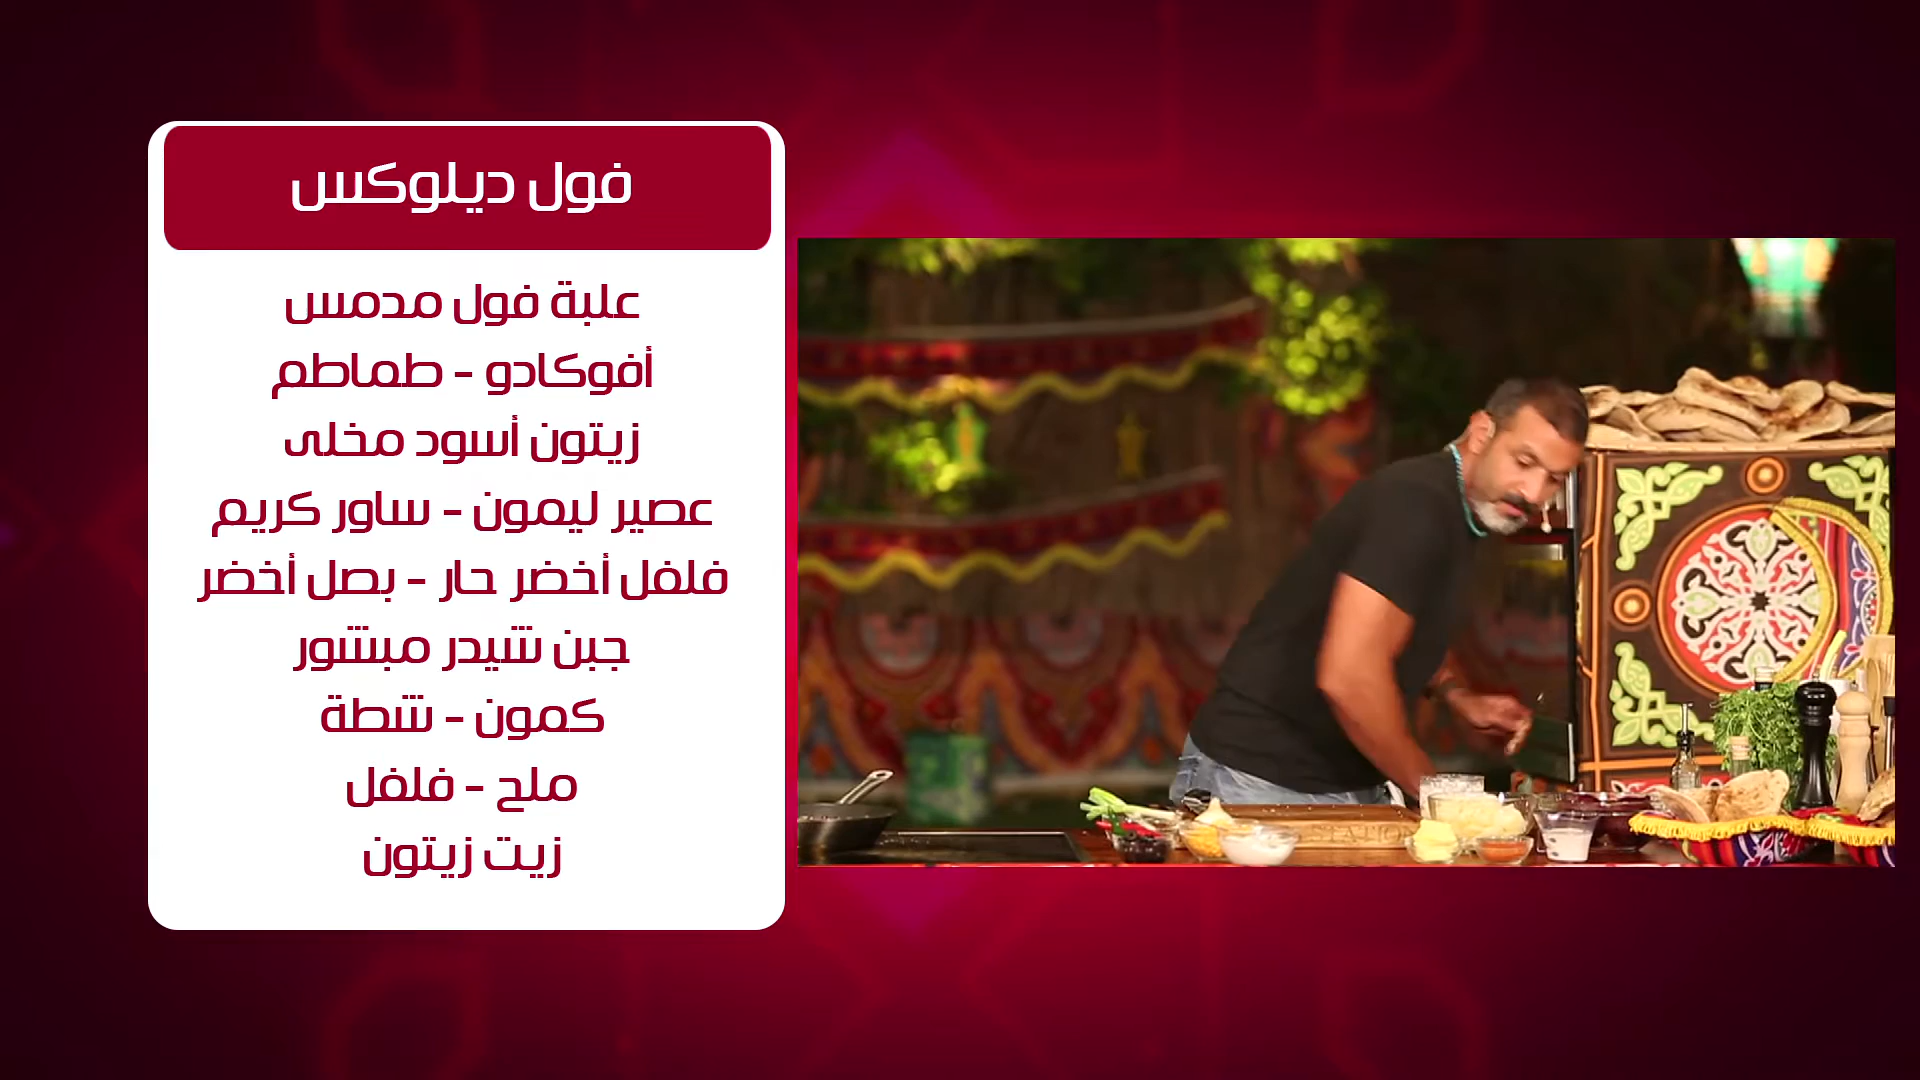 فول ديلوكس
علبة فول مدمس
أفوكادو - طماطم
زيتون أسود مخلى
عصير ليمون - ساور كريم
فلفل أخضر حار - بصل أخضر
جبن شيدر مبشور
كمون - شطة
ملح - فلفل
زيت زيتون
STATION